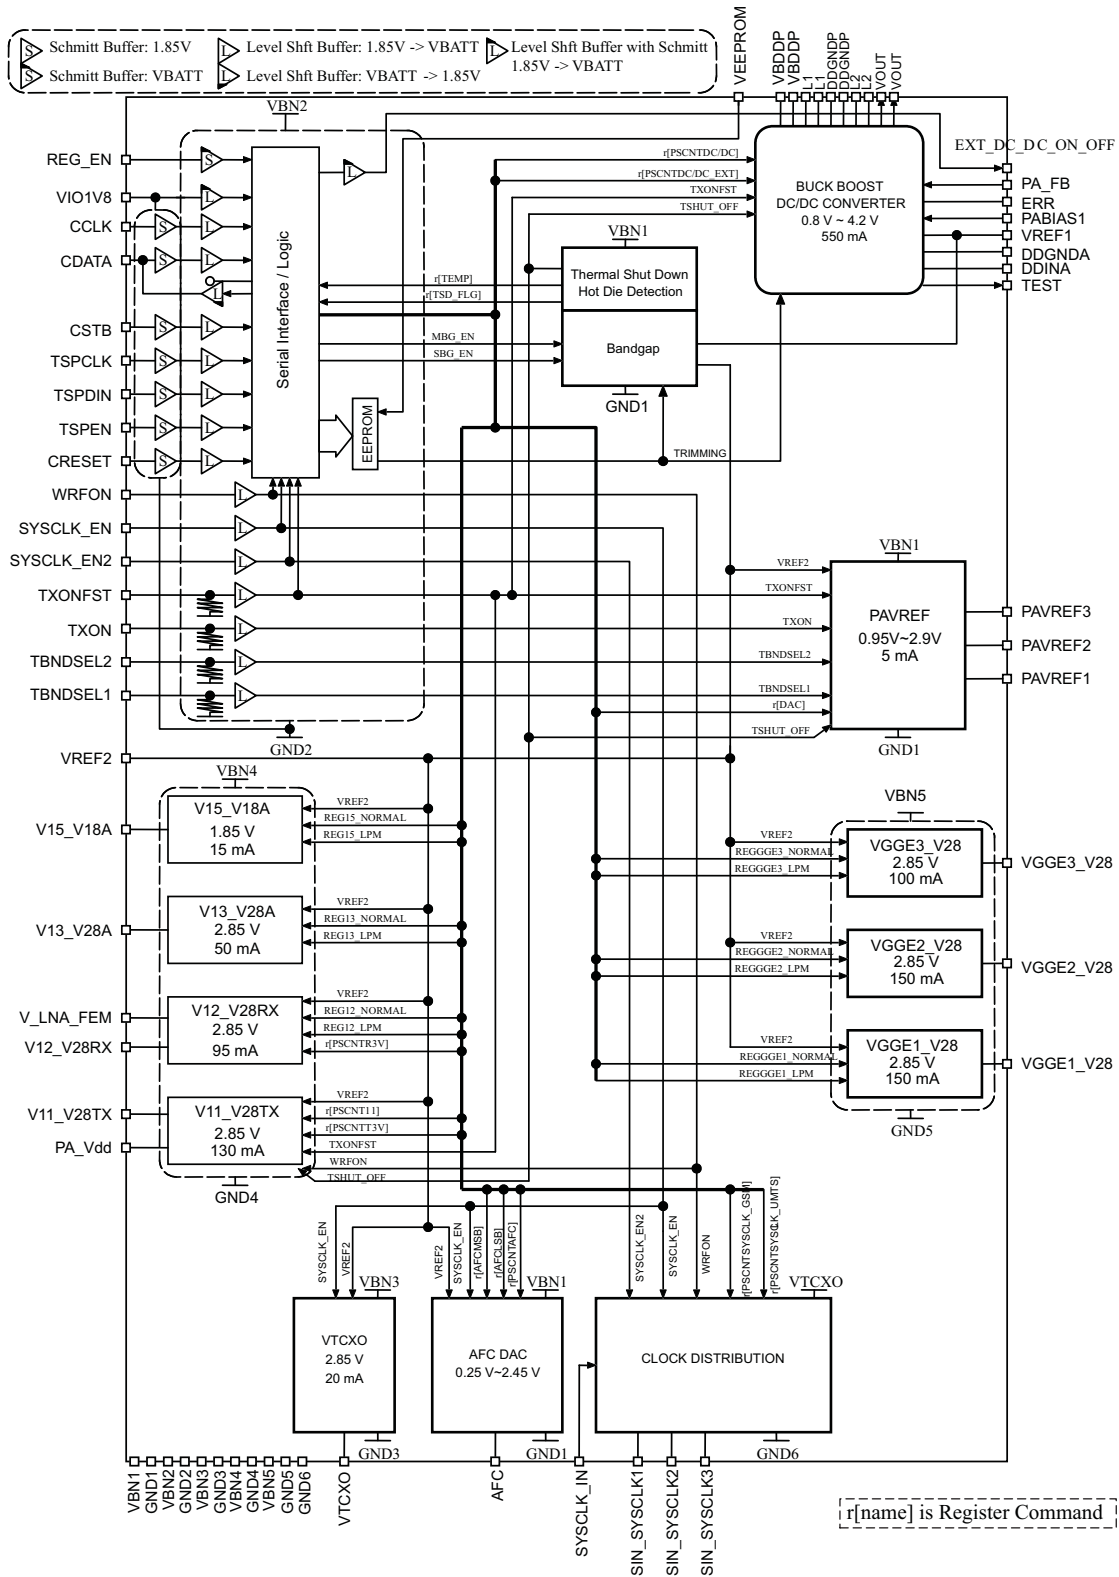 S Schmitt Buffer: 1.85V
L Level Shft Buffer: 1.85V -> VBATT
L Level Shft Buffer with Schmitt
1.85V -> VBATT
S Schmitt Buffer: VBATT
L Level Shft Buffer: VBATT -> 1.85V
VEEPROM
VBDDP
VBDDP
L1
L1
DDGNDP
DDGNDP
L2
L2
VOUT
VOUT
VBN2
REG_EN
VIO1V8
CCLK
CDATA
CSTB
TSPCLK
TSPDIN
TSPEN
CRESET
WRFON
SYSCLK_EN
SYSCLK_EN2
TXONFST
TXON
TBNDSEL2
TBNDSEL1
S
L
S
L
S
L
L
S
L
S
L
S
L
S
L
S
L
L
L
L
L
L
L
L
L
Serial Interface / Logic
EEPROM
GND2
r[PSCNTDC/DC]
r[PSCNTDC/DC_EXT]
TXONFST
TSHUT_OFF
BUCK BOOST
DC/DC CONVERTER
0.8 V ~ 4.2 V
550 mA
EXT_DC_DC_ON_OFF
PA_FB
ERR
PABIAS1
VREF1
DDGNDA
DDINA
TEST
VBN1
Thermal Shut Down
Hot Die Detection
Bandgap
GND1
r[TEMP]
r[TSD_FLG]
MBG_EN
SBG_EN
TRIMMING
VBN1
VREF2
TXONFST
TXON
TBNDSEL2
TBNDSEL1
r[DAC]
TSHUT_OFF
PAVREF
0.95V~2.9V
5 mA
GND1
PAVREF3
PAVREF2
PAVREF1
VREF2
VBN4
V15_V18A
V15_V18A
1.85 V
15 mA
VREF2
REG15_NORMAL
REG15_LPM
V13_V28A
V13_V28A
2.85 V
50 mA
VREF2
REG13_NORMAL
REG13_LPM
V_LNA_FEM
V12_V28RX
V12_V28RX
2.85 V
95 mA
VREF2
REG12_NORMAL
REG12_LPM
r[PSCNTR3V]
V11_V28TX
PA_Vdd
V11_V28TX
2.85 V
130 mA
VREF2
r[PSCNT11]
r[PSCNTT3V]
TXONFST
WRFON
TSHUT_OFF
GND4
VBN5
VREF2
REGGGE3_NORMAL
REGGGE3_LPM
VGGE3_V28
2.85 V
100 mA
VGGE3_V28
VREF2
REGGGE2_NORMAL
REGGGE2_LPM
VGGE2_V28
2.85 V
150 mA
VGGE2_V28
VREF2
REGGGE1_NORMAL
REGGGE1_LPM
VGGE1_V28
2.85 V
150 mA
VGGE1_V28
GND5
SYSCLK_EN
VREF2
VBN3
VTCXO
2.85 V
20 mA
GND3
VREF2
SYSCLK_EN
r[AFCMSB]
r[AFCLSB]
r[PSCNTAFC]
VBN1
AFC DAC
0.25 V~2.45 V
GND1
SYSCLK_EN2
SYSCLK_EN
WRFON
r[PSCNTSYSCLK_GSM]
r[PSCNTSYSCLK_UMTS]
VTCXO
CLOCK DISTRIBUTION
GND6
VBN1
GND1
VBN2
GND2
VBN3
GND3
VBN4
GND4
VBN5
GND5
GND6
VTCXO
AFC
SYSCLK_IN
SIN_SYSCLK1
SIN_SYSCLK2
SIN_SYSCLK3
r[name] is Register Command